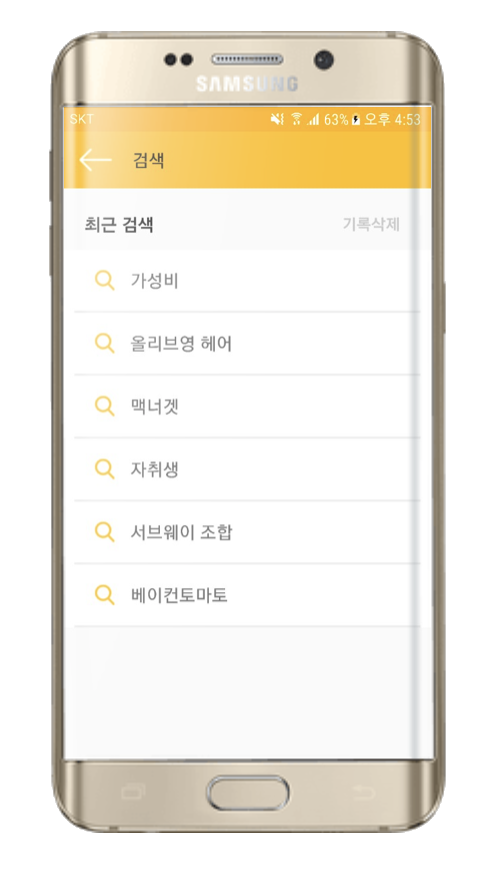 SAMSUNG
SKT 63% 오후 4:53
검색
최근 검색 기록삭제
가성비
올리브영 헤어
맥너겟
자취생
서브웨이 조합
베이컨토마토